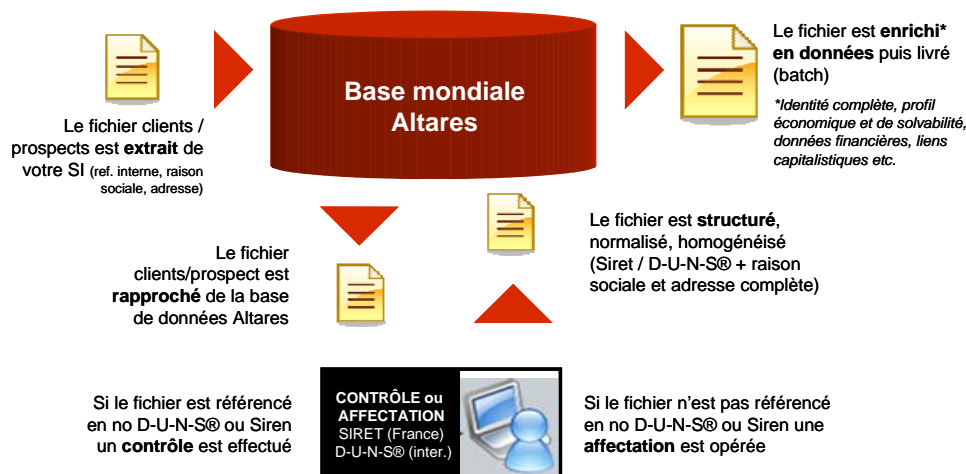 Le fichier clients /
prospects est extrait de
votre SI (ref. interne, raison
sociale, adresse)
Base mondiale
Altares
Le fichier est enrichi*
en données puis livré
(batch)
*Identité complète, profil
économique et de solvabilité,
données financières, liens
capitalistiques etc.
Le fichier
clients/prospect est
rapproché de la base
de données Altares
Le fichier est structuré,
normalisé, homogénéisé
(Siret / D-U-N-S® + raison
sociale et adresse complète)
Si le fichier est référencé
en no D-U-N-S® ou Siren
un contrôle est effectué
CONTRÔLE ou
AFFECTATION
SIRET (France)
D-U-N-S® (inter.)
Si le fichier n'est pas référencé
en no D-U-N-S® ou Siren une
affectation est opérée